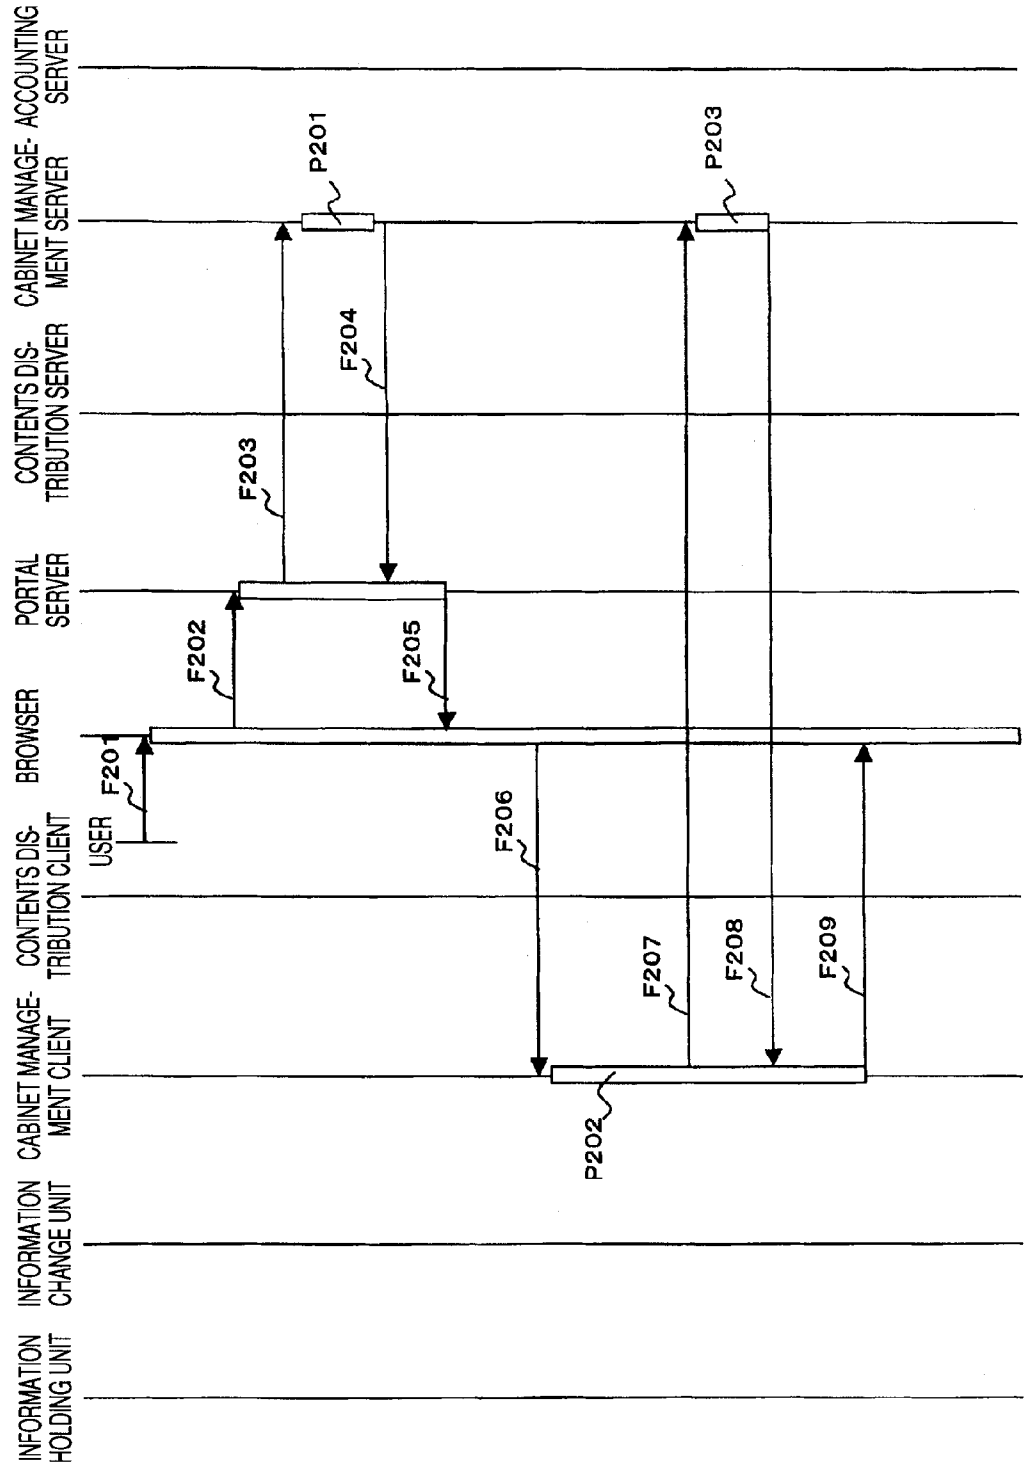 INFORMATION
HOLDING UNIT
INFORMATION
CHANGE UNIT
CABINET MANAGE-
MENT CLIENT
CONTENTS DIS-
TRIBUTION CLIENT
BROWSER
PORTAL
SERVER
CONTENTS DIS-
TRIBUTION SERVER
CABINET MANAGE-
MENT SERVER
ACCOUNTING
SERVER
USER
F201
F202
F203
P201
F204
F205
F206
P202
F207
P203
F208
F209